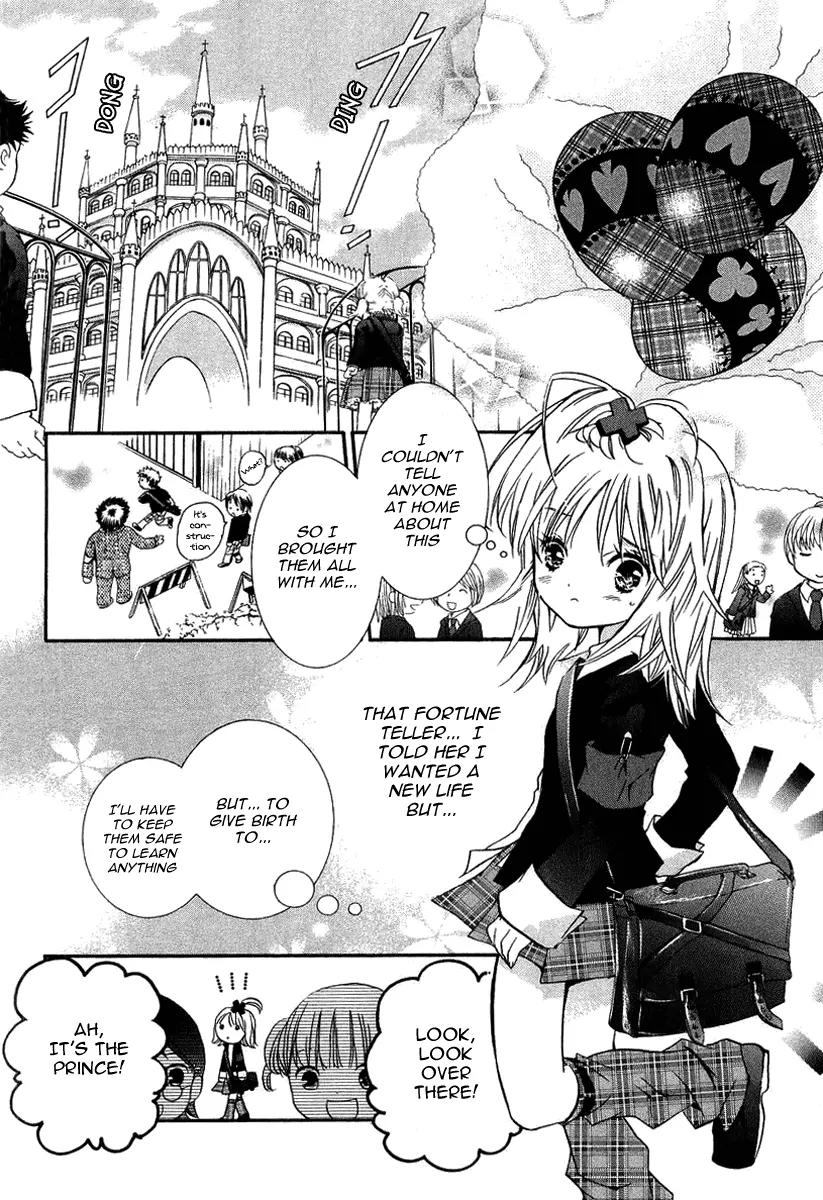 カ
DING
ン
DONG
I
COULDN'T
TELL
ANYONE
AT HOME
ABOUT
THIS
SO I
BROUGHT
THEM ALL
WITH ME...
What?
It's
con-
struc-
tion
THAT FORTUNE
TELLER... I
TOLD HER I
WANTED A
NEW LIFE
BUT...
BUT... TO
GIVE BIRTH
TO...
I'LL HAVE
TO KEEP
THEM SAFE
TO LEARN
ANYTHING
LOOK,
LOOK
OVER
THERE!
AH,
IT'S THE
PRINCE!